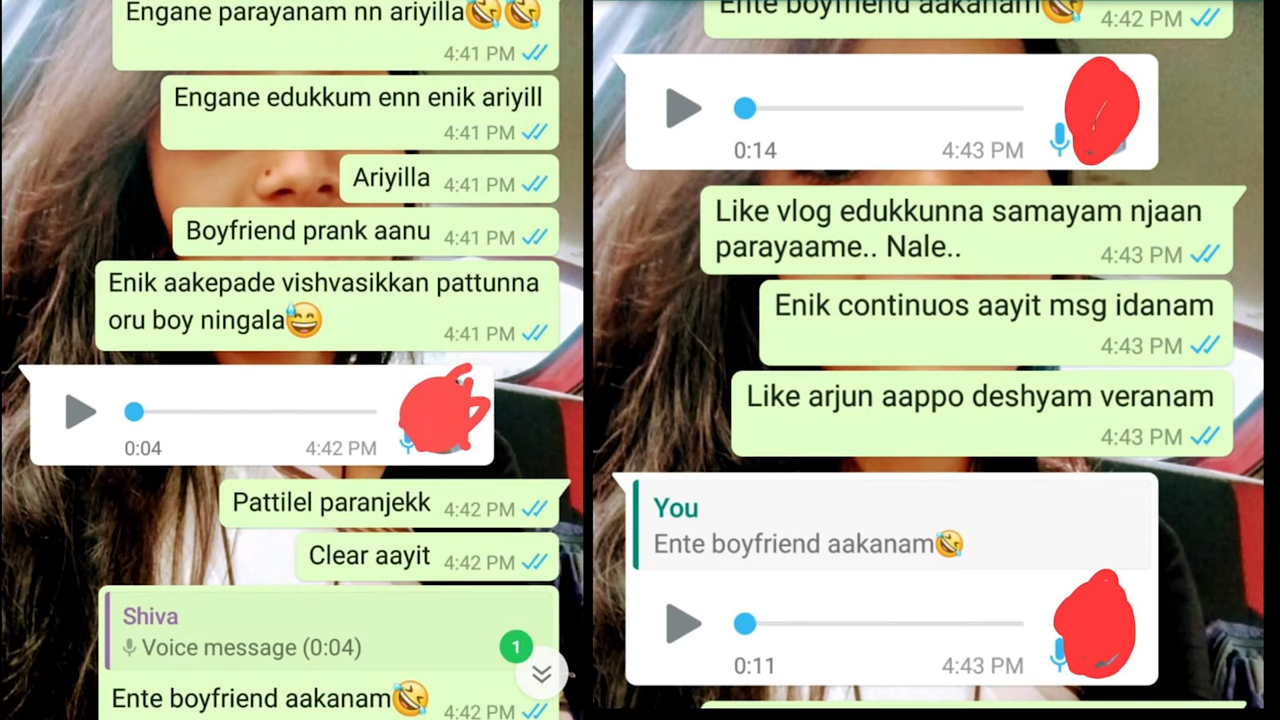 Engane parayanam nn ariyilla🤣🤣
4:41 PM
Engane edukkum enn enik ariyill
4:41 PM
Ariyilla 4:41 PM
Boyfriend prank aanu 4:41 PM
Enik aakepade vishvasikkan pattunna
oru boy ningala😅
4:41 PM
0:04 4:42 PM
Pattilel paranjekk 4:42 PM
Clear aayit 4:42 PM
Shiva
Voice message (0:04)
1
Ente boyfriend aakanam🤣
4:42 PM
Ente boyfriend aakanam🤣 4:42 PM
0:14 4:43 PM
Like vlog edukkunna samayam njaan
parayaame.. Nale.. 4:43 PM
Enik continuos aayit msg idanam
4:43 PM
Like arjun aappo deshyam veranam
4:43 PM
You
Ente boyfriend aakanam🤣
0:11 4:43 PM